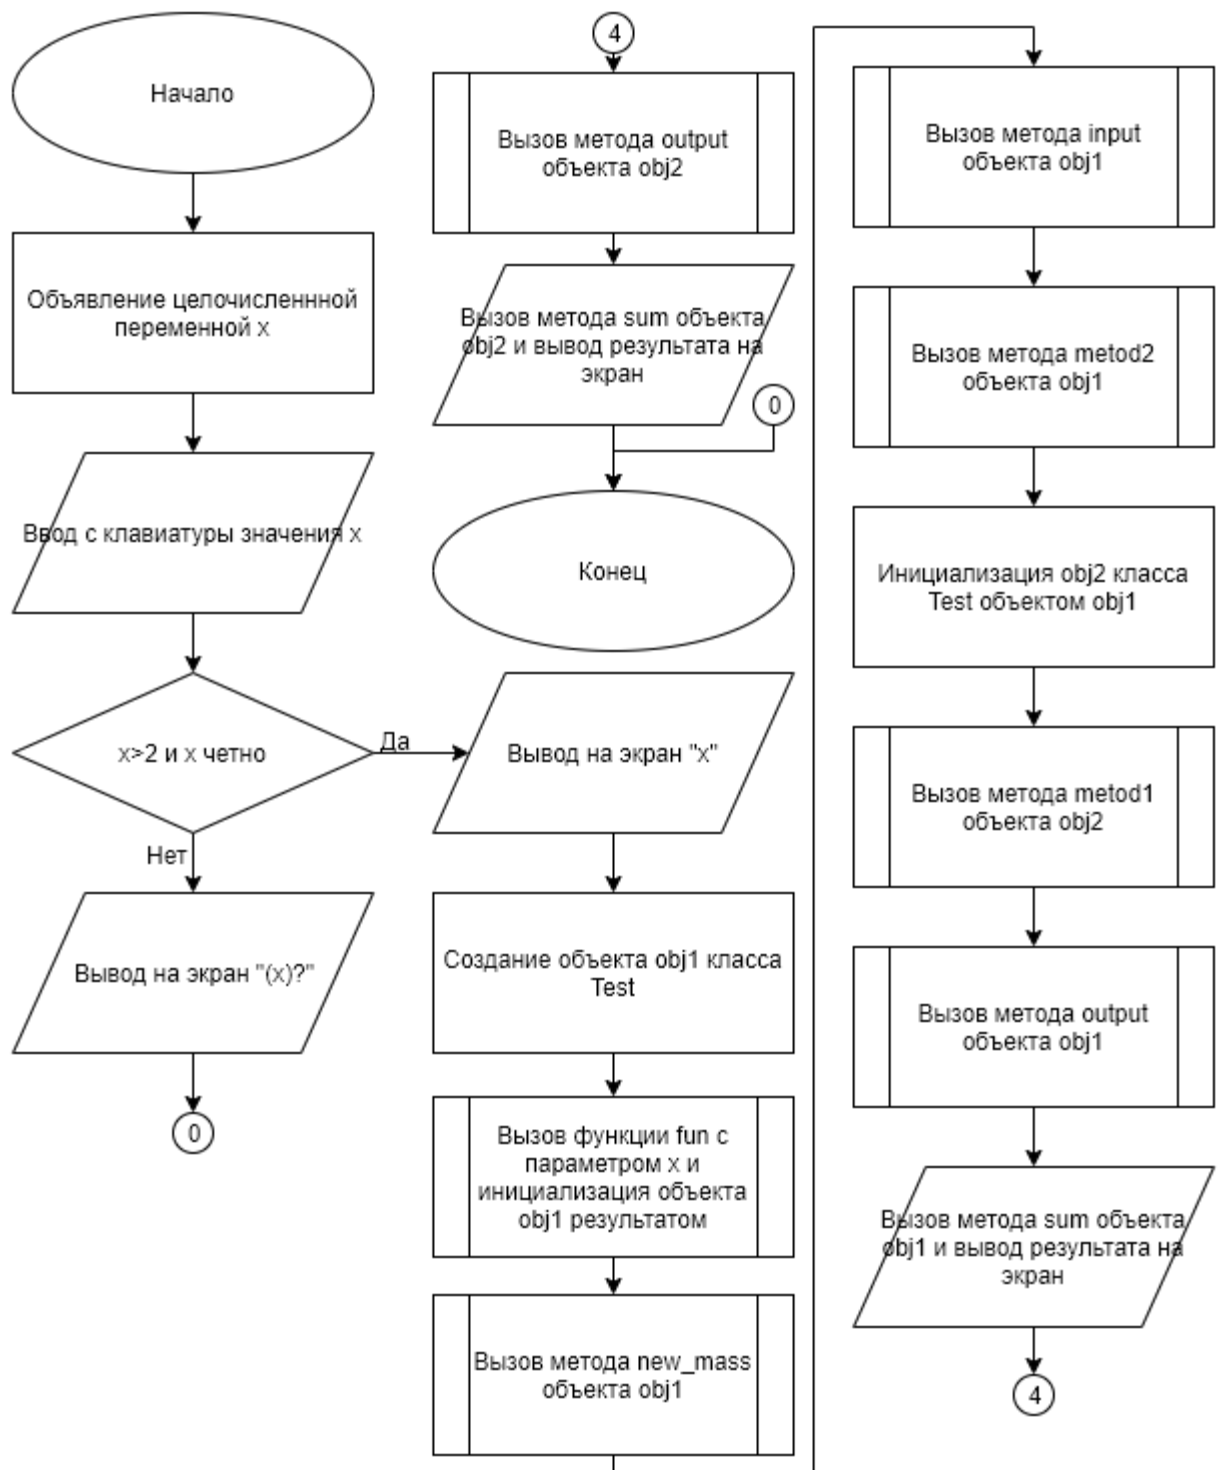 Начало
Объявление целочисленнной
переменной x
Ввод с клавиатуры значения x
x>2 и x четно
Да
Нет
Вывод на экран "(x)?"
0
4
Вызов метода output
объекта obj2
Вызов метода sum объекта
obj2 и вывод результата на
экран
0
Конец
Вывод на экран "x"
Создание объекта obj1 класса
Test
Вызов функции fun с
параметром x и
инициализация объекта
obj1 результатом
Вызов метода new_mass
объекта obj1
Вызов метода input
объекта obj1
Вызов метода metod2
объекта obj1
Инициализация obj2 класса
Test объектом obj1
Вызов метода metod1
объекта obj2
Вызов метода output
объекта obj1
Вызов метода sum объекта
obj1 и вывод результата на
экран
4